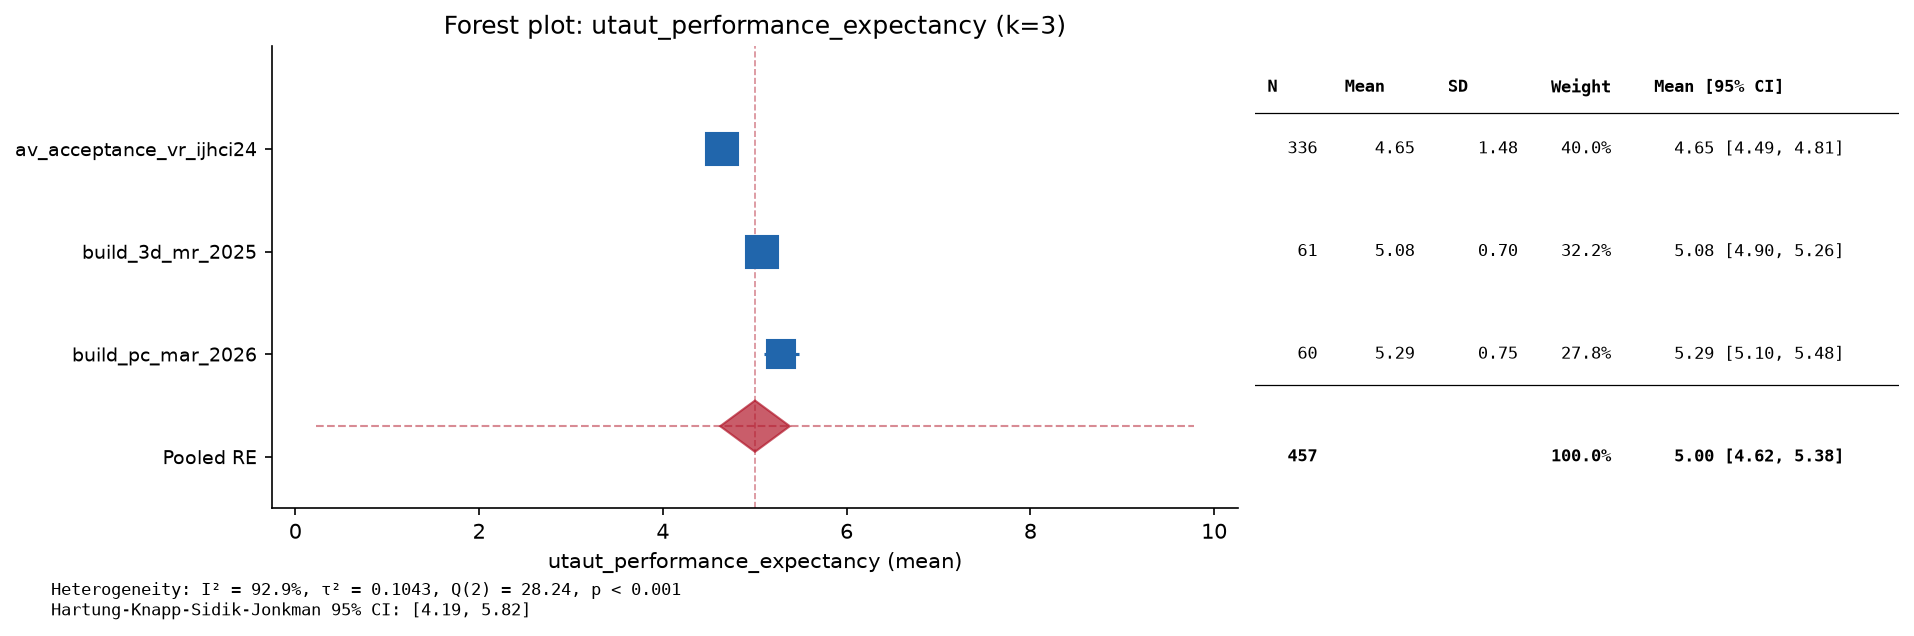 Forest plot: utaut_performance_expectancy (k=3)
N Mean SD Weight Mean [95% CI]
av_acceptance_vr_ijhci24 336 4.65 1.48 40.0% 4.65 [4.49, 4.81]
build_3d_mr_2025 61 5.08 0.70 32.2% 5.08 [4.90, 5.26]
build_pc_mar_2026 60 5.29 0.75 27.8% 5.29 [5.10, 5.48]
Pooled RE 457 100.0% 5.00 [4.62, 5.38]
0 2 4 6 8 10
utaut_performance_expectancy (mean)
Heterogeneity: I² = 92.9%, τ² = 0.1043, Q(2) = 28.24, p < 0.001
Hartung-Knapp-Sidik-Jonkman 95% CI: [4.19, 5.82]